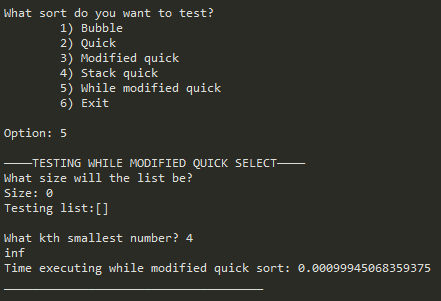 What sort do you want to test?
1) Bubble
2) Quick
3) Modified quick
4) Stack quick
5) While modified quick
6) Exit
Option: 5
————TESTING WHILE MODIFIED QUICK SELECT————
What size will the list be?
Size: 0
Testing list:[]
What kth smallest number? 4
inf
Time executing while modified quick sort: 0.00099945068359375
_____________________________________